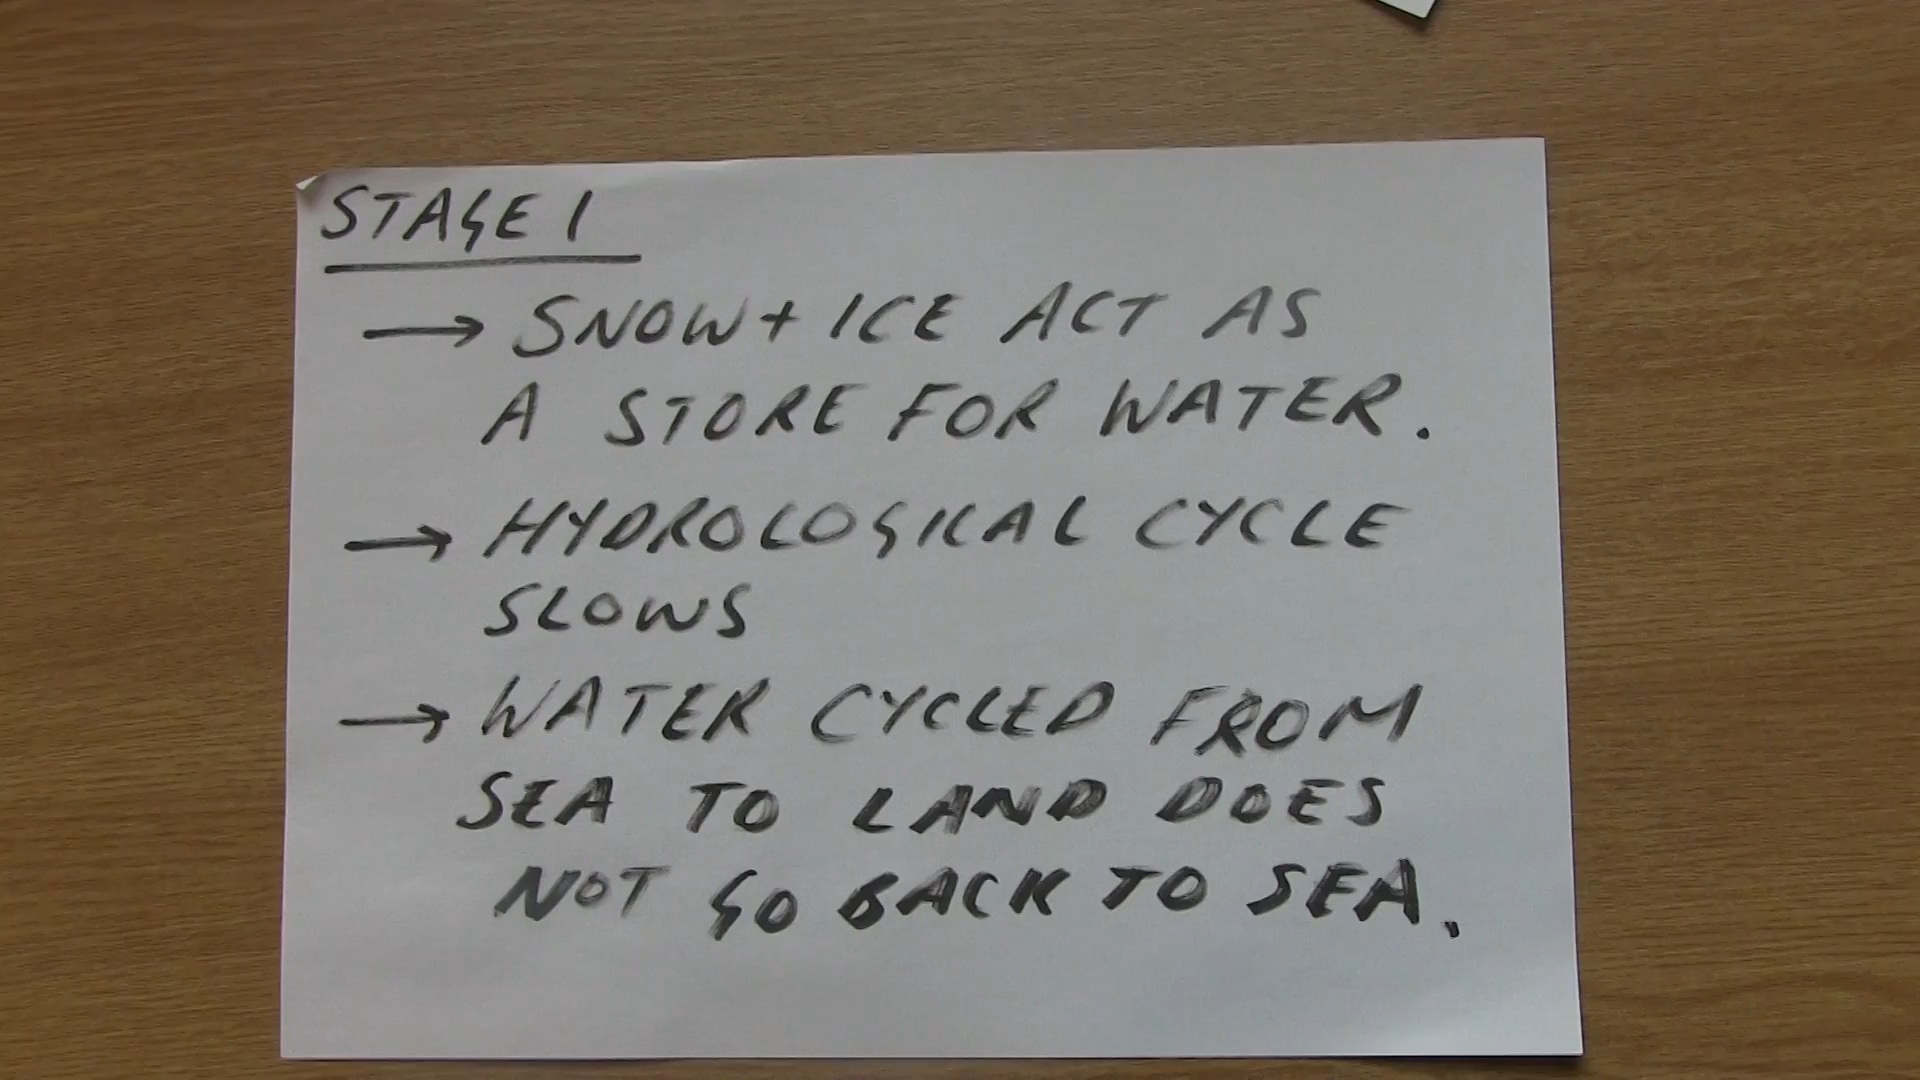 STAGE 1
→ SNOW + ICE ACT AS
A STORE FOR WATER.
→ HYDROLOGICAL CYCLE
SLOWS
→ WATER CYCLED FROM
SEA TO LAND DOES
NOT GO BACK TO SEA.